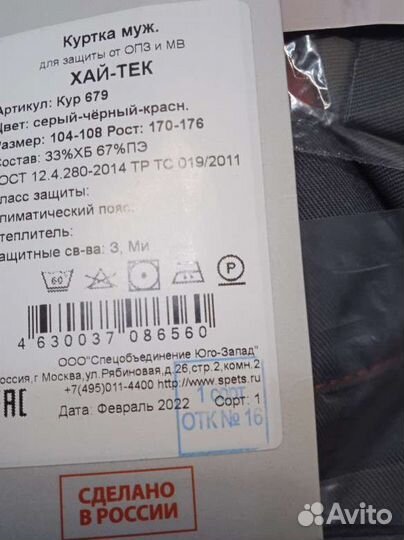 Куртка муж.
для защиты от ОПЗ и МВ
ХАЙ-ТЕК
Артикул: Кур 679
Цвет: серый-чёрный-красн.
Размер: 104-108 Рост: 170-176
Состав: 33%ХБ 67%ПЭ
ГОСТ 12.4.280-2014 ТР ТС 019/2011
Класс защиты:
климатический пояс:
утеплитель:
защитные св-ва: З, Ми
60 P
4 630037 086560
ООО"Спецобъединение Юго-Запад"
Россия,г Москва,ул.Рябиновая,д.26,стр.2,комн.2
+7(495)011-4400 http://www.spets.ru
EAC Дата: Февраль 2022 Сорт: 1
1 сорт
ОТК № 16
СДЕЛАНО
В РОССИИ
Avito